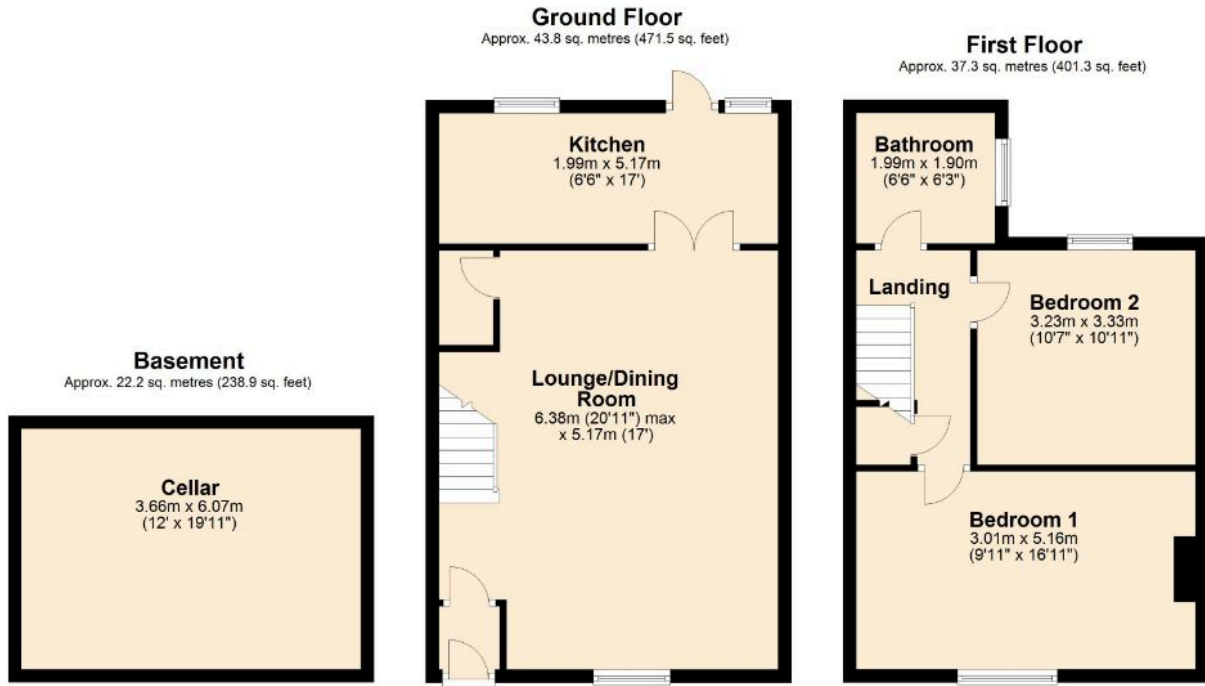 Ground Floor
Approx. 43.8 sq. metres (471.5 sq. feet)
Kitchen
1.99m x 5.17m
(6'6" x 17')
Lounge/Dining
Room
6.38m (20'11") max
x 5.17m (17')
First Floor
Approx. 37.3 sq. metres (401.3 sq. feet)
Bathroom
1.99m x 1.90m
(6'6" x 6'3")
Landing
Bedroom 2
3.23m x 3.33m
(10'7" x 10'11")
Bedroom 1
3.01m x 5.16m
(9'11" x 16'11")
Basement
Approx. 22.2 sq. metres (238.9 sq. feet)
Cellar
3.66m x 6.07m
(12' x 19'11")